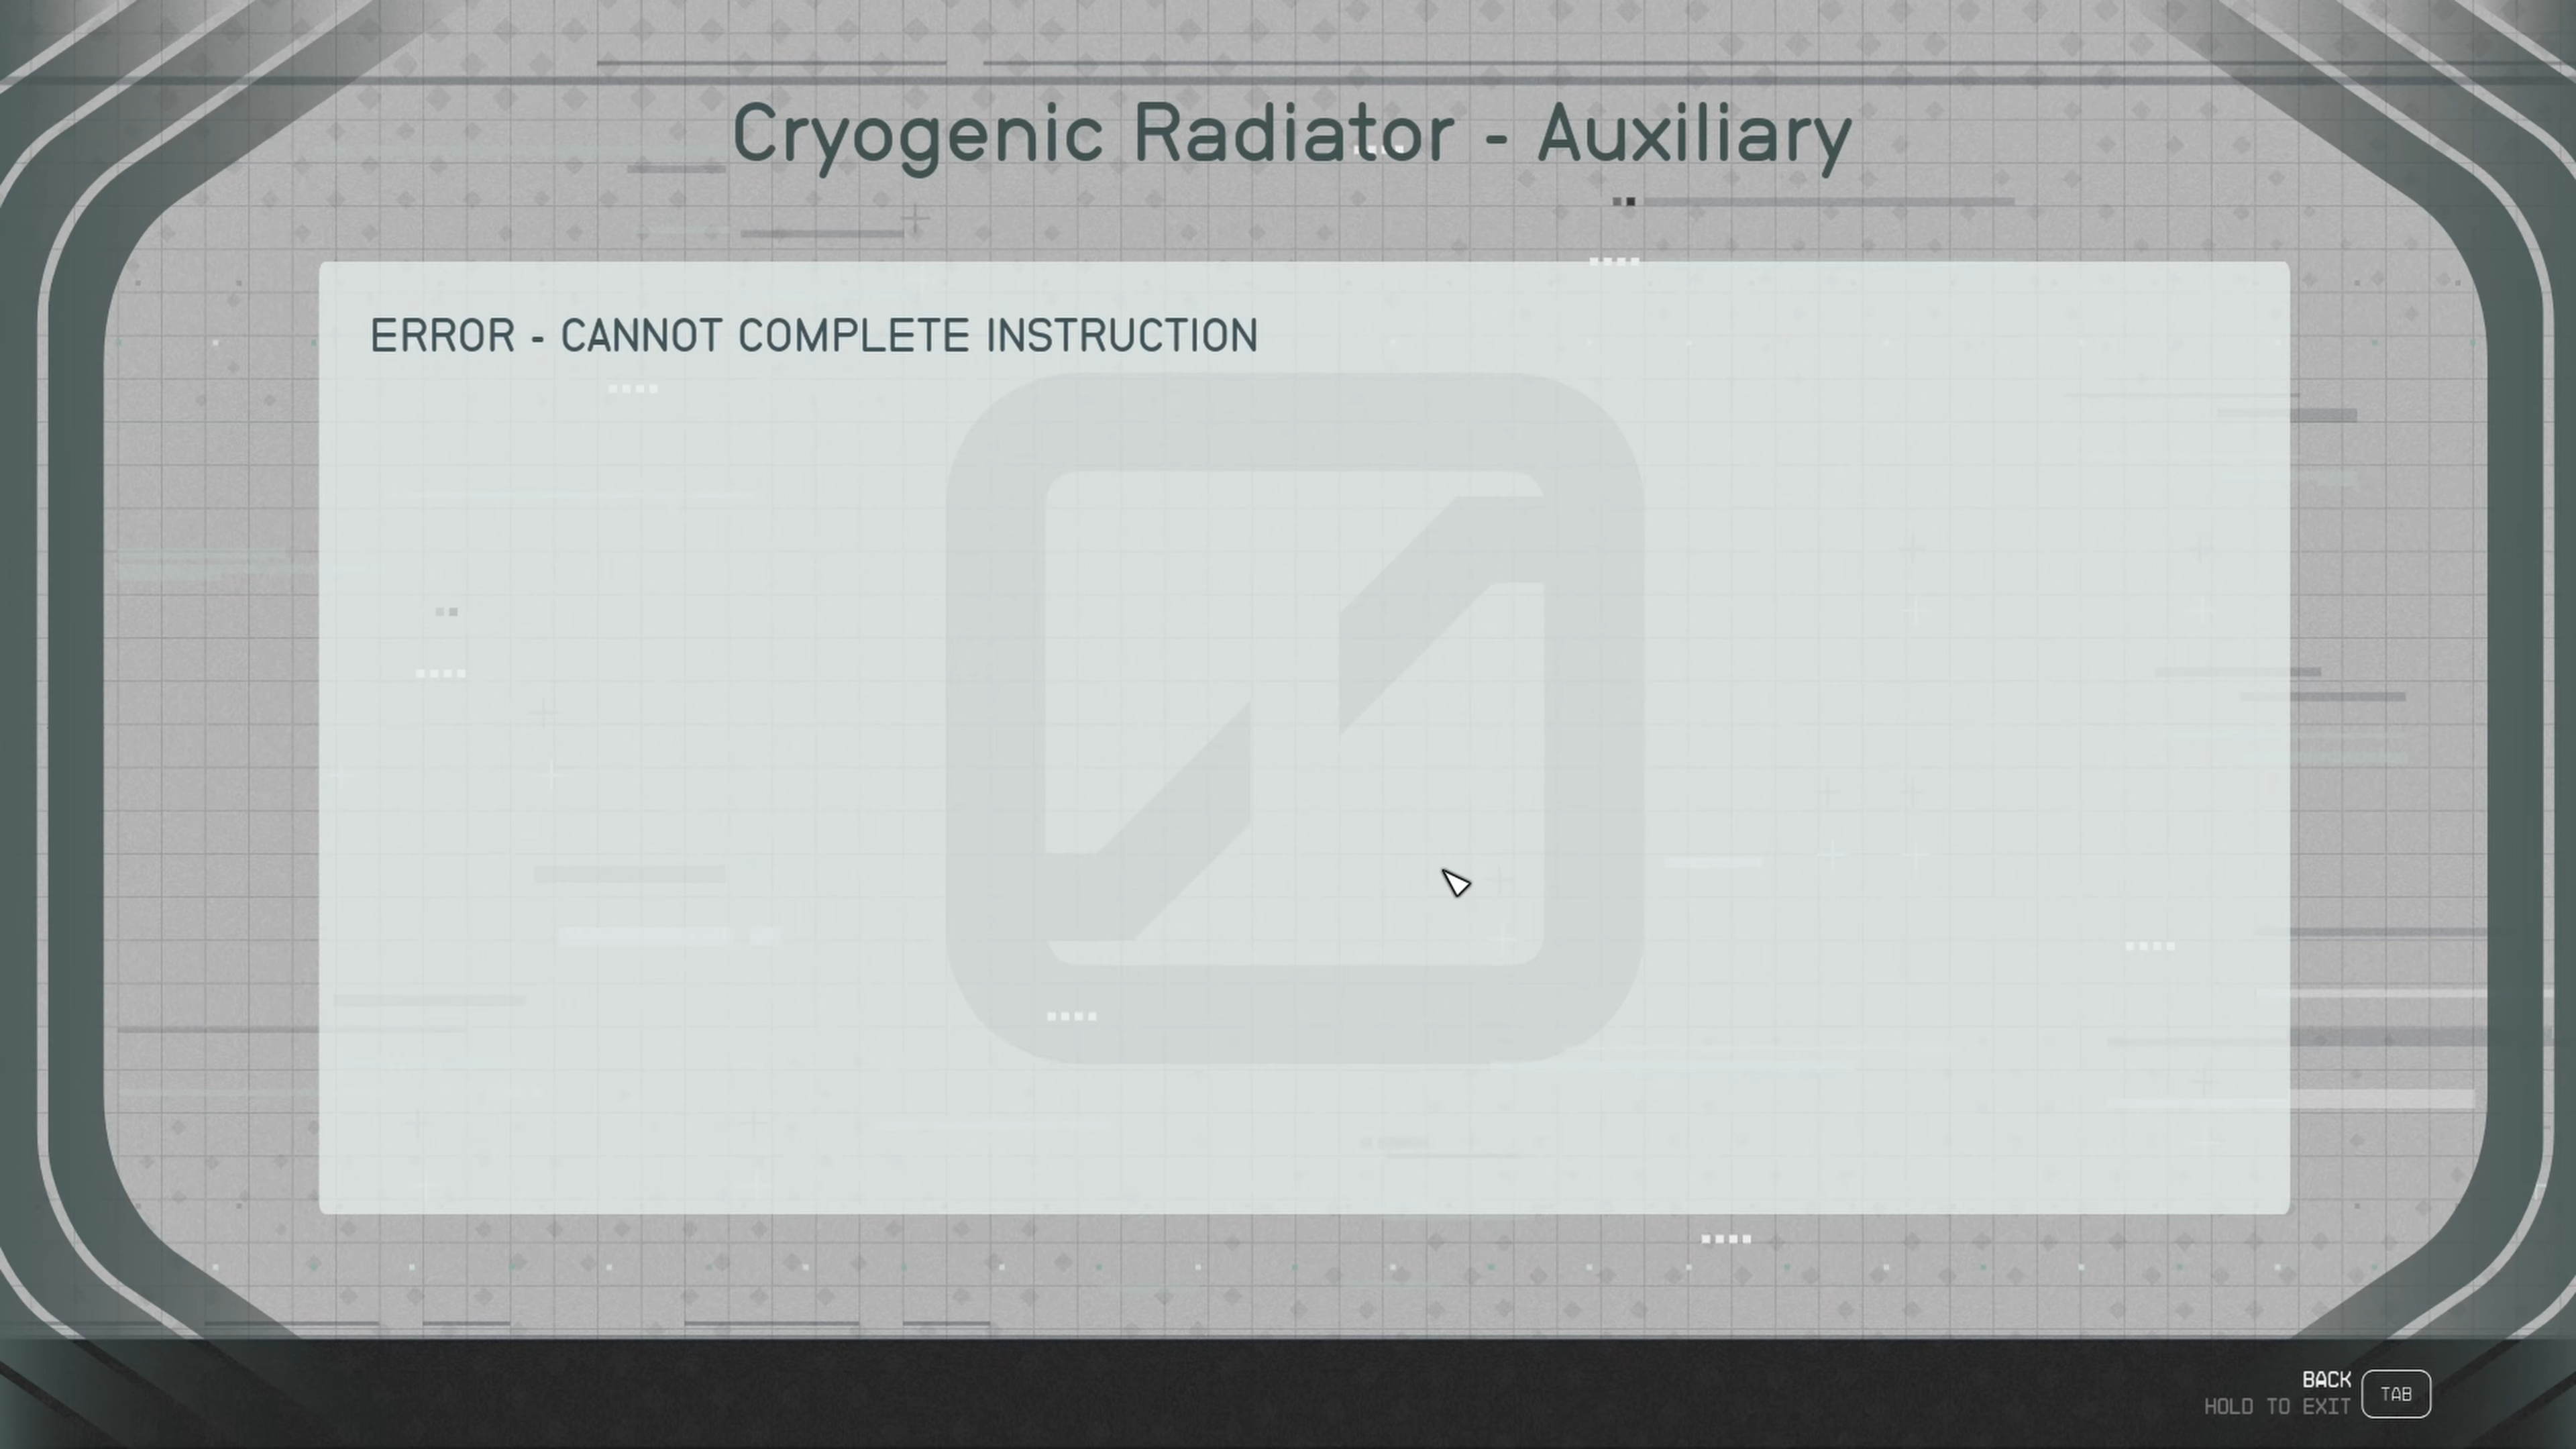 Cryogenic Radiator - Auxiliary
ERROR - CANNOT COMPLETE INSTRUCTION
BACK
HOLD TO EXIT
TAB